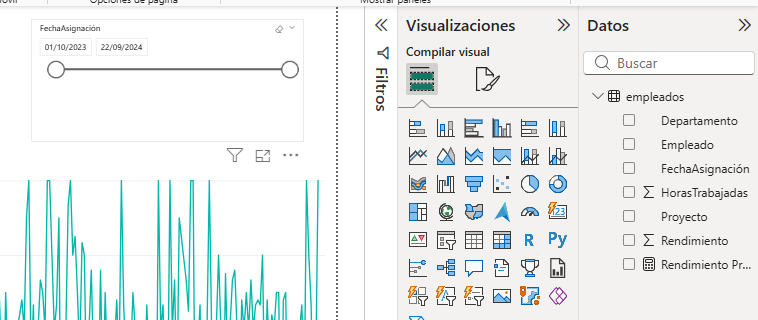 Opciones de página
Mostrar paneles
FechaAsignación
01/10/2023
22/09/2024
Filtros
Visualizaciones
Compilar visual
123
R
Py
Datos
Buscar
empleados
Departamento
Empleado
FechaAsignación
HorasTrabajadas
Proyecto
Rendimiento
Rendimiento Pr...